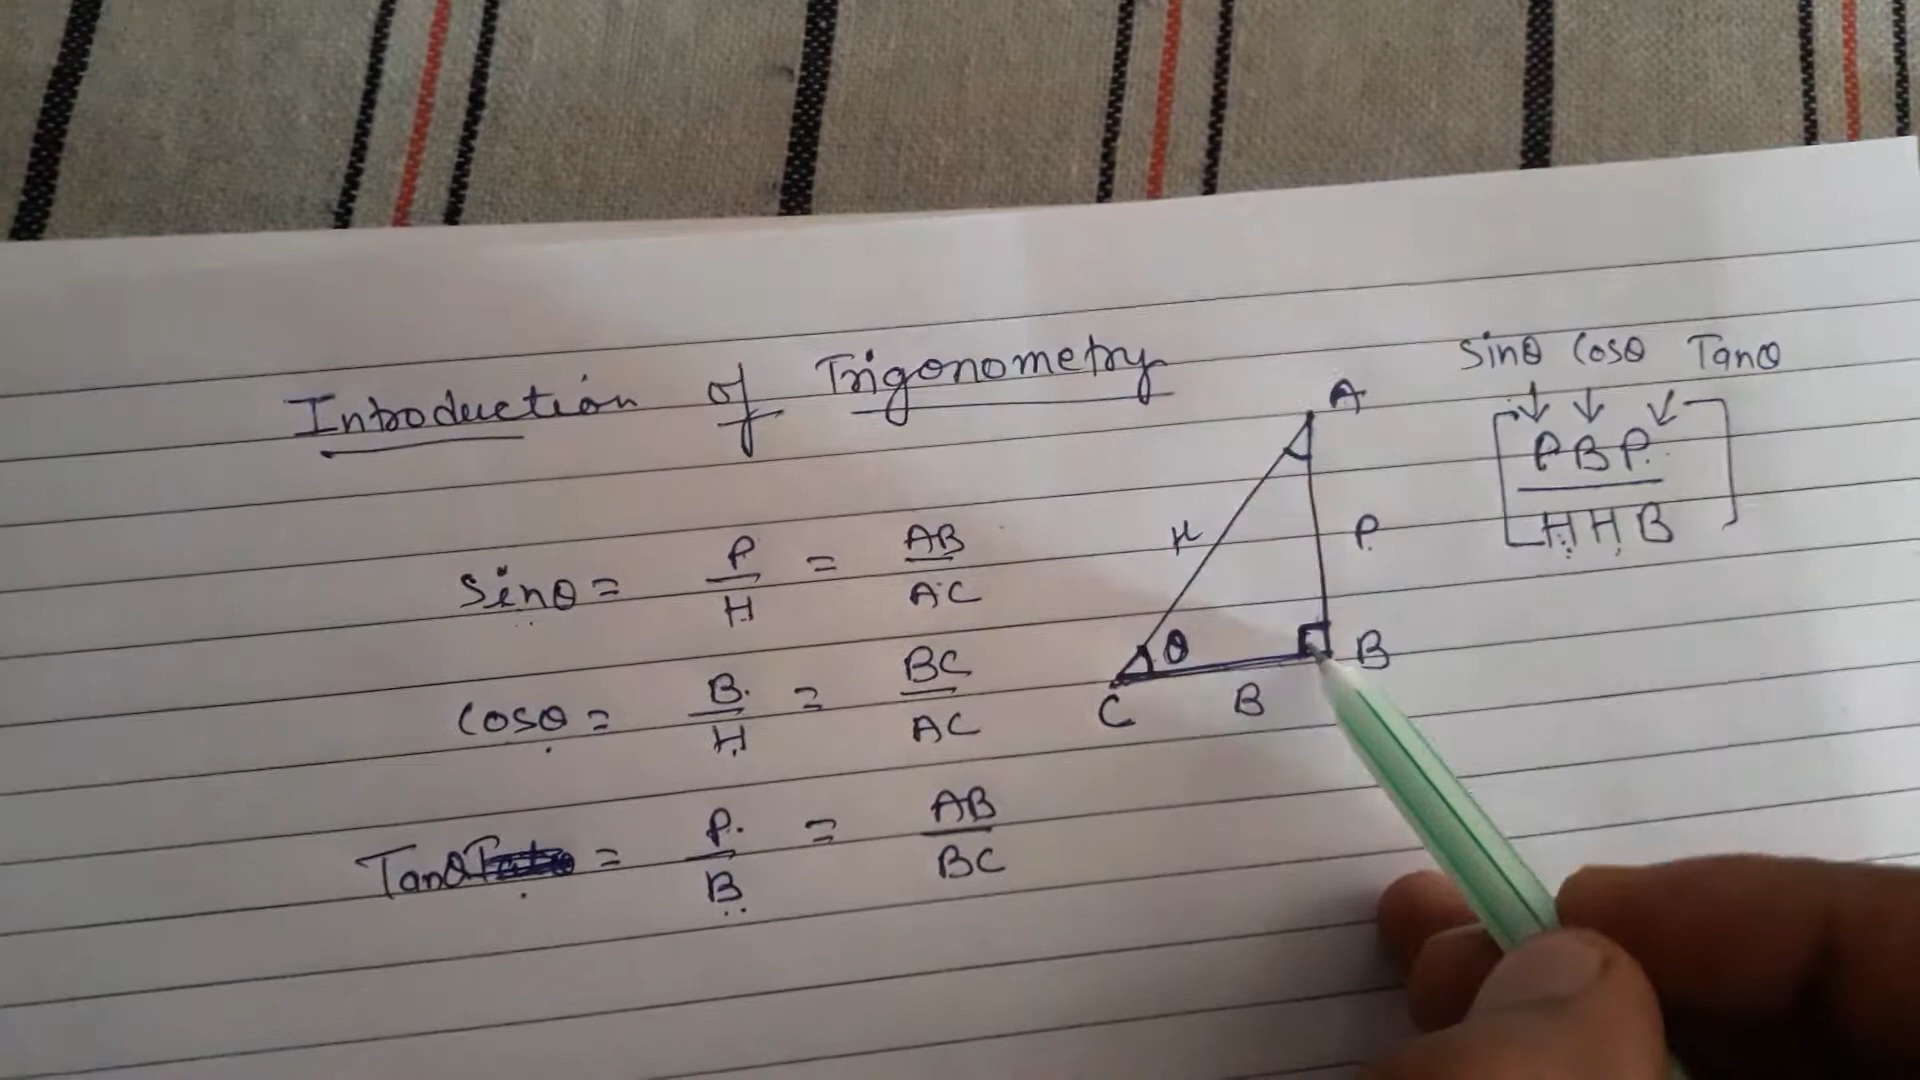 Introduction of Trigonometry
Sinθ = P/H = AB/AC
Cosθ = B/H = BC/AC
Tanθ = P/B = AB/BC
A
H
P
θ
C
B
B
Sinθ Cosθ Tanθ
↓ ↓ ↓
P B P
H H B